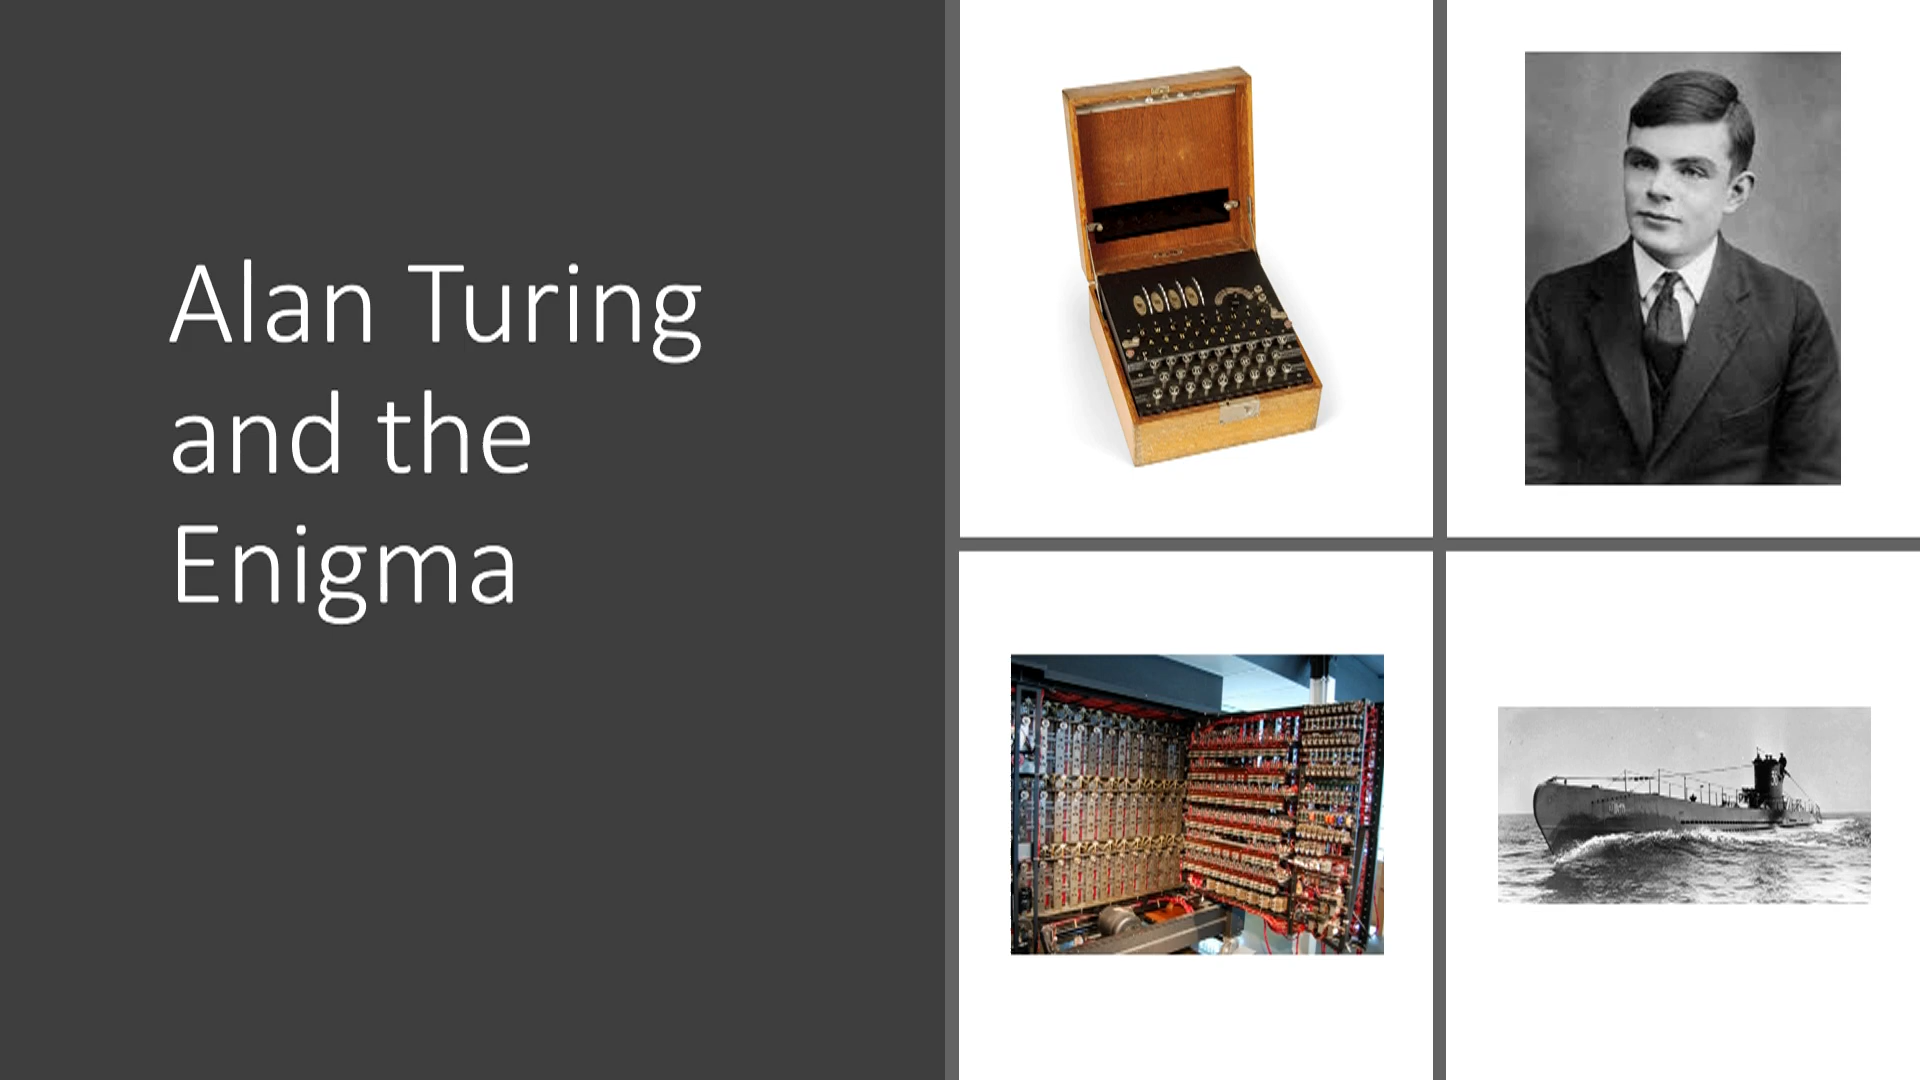 Alan Turing
and the
Enigma